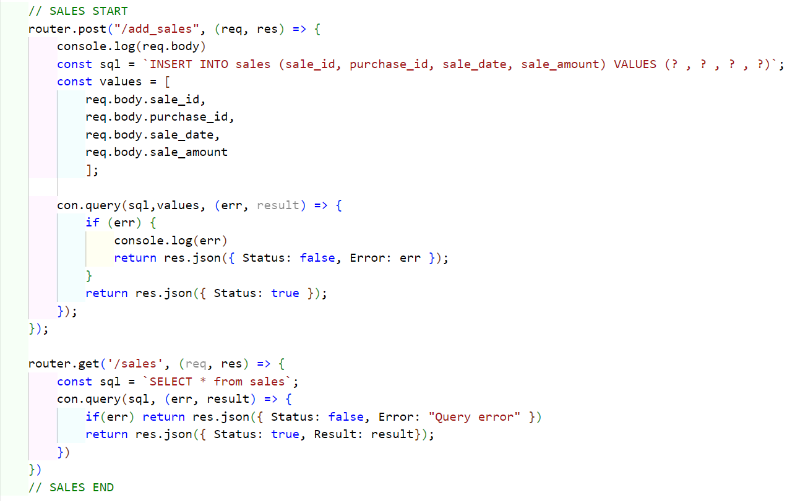 // SALES START
router.post("/add_sales", (req, res) => {
    console.log(req.body)
    const sql = `INSERT INTO sales (sale_id, purchase_id, sale_date, sale_amount) VALUES (? , ? , ? , ?)`;
    const values = [
        req.body.sale_id,
        req.body.purchase_id,
        req.body.sale_date,
        req.body.sale_amount
        ];

    con.query(sql,values, (err, result) => {
        if (err) {
            console.log(err)
            return res.json({ Status: false, Error: err });
        }
        return res.json({ Status: true });
    });
});

router.get('/sales', (req, res) => {
    const sql = `SELECT * from sales`;
    con.query(sql, (err, result) => {
        if(err) return res.json({ Status: false, Error: "Query error" })
        return res.json({ Status: true, Result: result});
    })
})
// SALES END